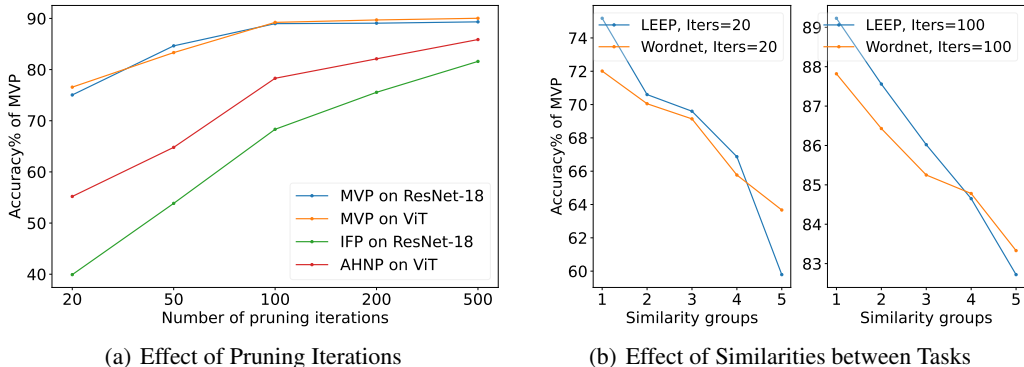 90
80
70
60
50
40
Accuracy% of MVP
MVP on ResNet-18
MVP on ViT
IFP on ResNet-18
AHNP on ViT
20 50 100 200 500
Number of pruning iterations
(a) Effect of Pruning Iterations
74
72
70
68
66
64
62
60
Accuracy% of MVP
LEEP, Iters=20
Wordnet, Iters=20
1 2 3 4 5
Similarity groups
89
88
87
86
85
84
83
LEEP, Iters=100
Wordnet, Iters=100
1 2 3 4 5
Similarity groups
(b) Effect of Similarities between Tasks